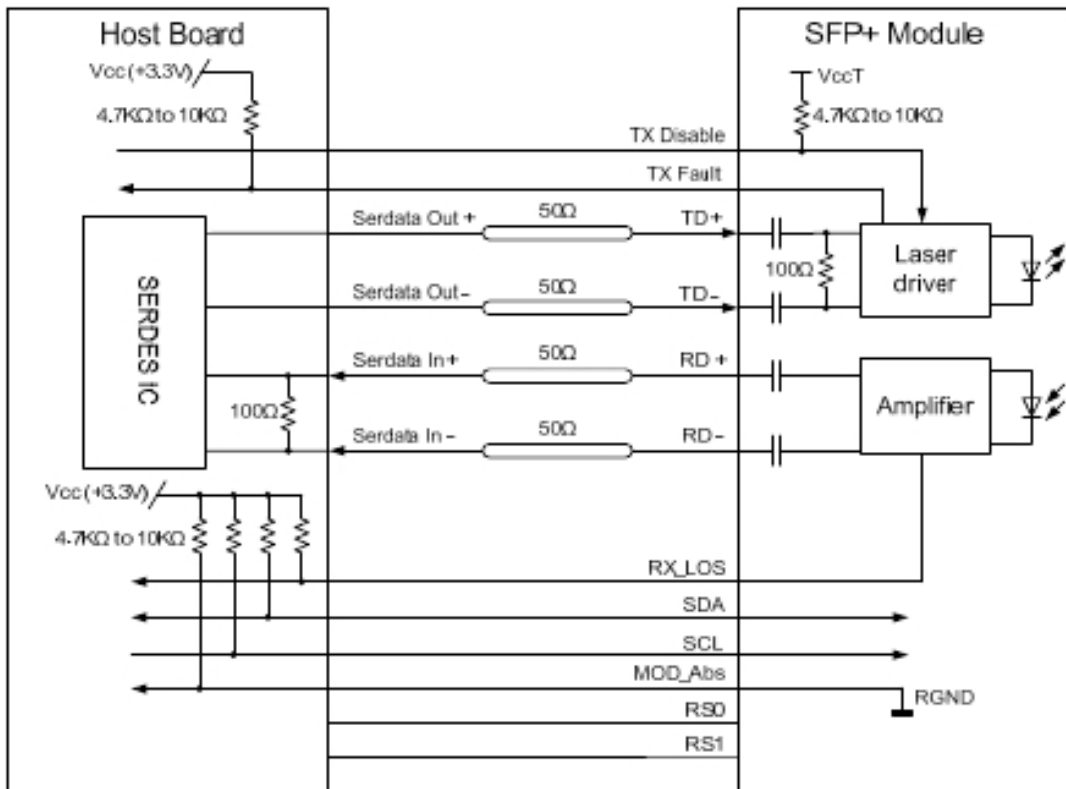 Host Board
SFP+ Module
Vcc (+3.3V)
VccT
4.7KΩ to 10KΩ
4.7KΩ to 10KΩ
TX Disable
TX Fault
Serdata Out +
50Ω
TD+
Laser
driver
100Ω
Serdata Out–
50Ω
TD–
SERDES IC
Serdata In+
50Ω
RD +
Amplifier
100Ω
Serdata In –
50Ω
RD–
Vcc (+3.3V)
4.7KΩ to 10KΩ
RX_LOS
SDA
SCL
MOD_Abs
RGND
RS0
RS1